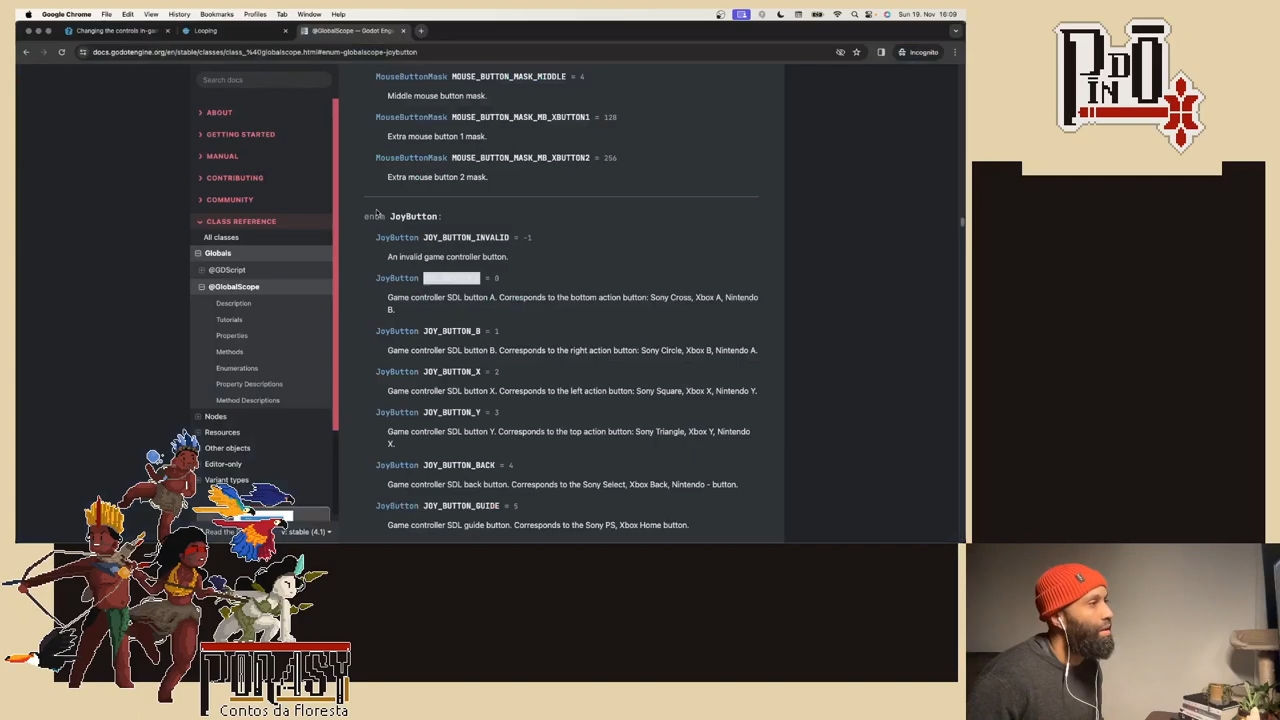 Google Chrome File Edit View History Bookmarks Profiles Tab Window Help Sun 19. Nov 16:09
Changing the controls in-gam Looping @GlobalScope — Godot Eng
docs.godotengine.org/en/stable/classes/class_%40globalscope.html#enum-globalscope-joybutton Incognito
Search docs
ABOUT
GETTING STARTED
MANUAL
CONTRIBUTING
COMMUNITY
CLASS REFERENCE
All classes
Globals
@GDScript
@GlobalScope
Description
Tutorials
Properties
Methods
Enumerations
Property Descriptions
Method Descriptions
Nodes
Resources
Other objects
Editor-only
Variant types
Read the
v: stable (4.1)
MouseButtonMask MOUSE_BUTTON_MASK_MIDDLE = 4
Middle mouse button mask.
MouseButtonMask MOUSE_BUTTON_MASK_MB_XBUTTON1 = 128
Extra mouse button 1 mask.
MouseButtonMask MOUSE_BUTTON_MASK_MB_XBUTTON2 = 256
Extra mouse button 2 mask.
enum JoyButton:
JoyButton JOY_BUTTON_INVALID = -1
An invalid game controller button.
JoyButton = 0
Game controller SDL button A. Corresponds to the bottom action button: Sony Cross, Xbox A, Nintendo
B.
JoyButton JOY_BUTTON_B = 1
Game controller SDL button B. Corresponds to the right action button: Sony Circle, Xbox B, Nintendo A.
JoyButton JOY_BUTTON_X = 2
Game controller SDL button X. Corresponds to the left action button: Sony Square, Xbox X, Nintendo Y.
JoyButton JOY_BUTTON_Y = 3
Game controller SDL button Y. Corresponds to the top action button: Sony Triangle, Xbox Y, Nintendo
X.
JoyButton JOY_BUTTON_BACK = 4
Game controller SDL back button. Corresponds to the Sony Select, Xbox Back, Nintendo - button.
JoyButton JOY_BUTTON_GUIDE = 5
Game controller SDL guide button. Corresponds to the Sony PS, Xbox Home button.
PORASY
Contos da floresta